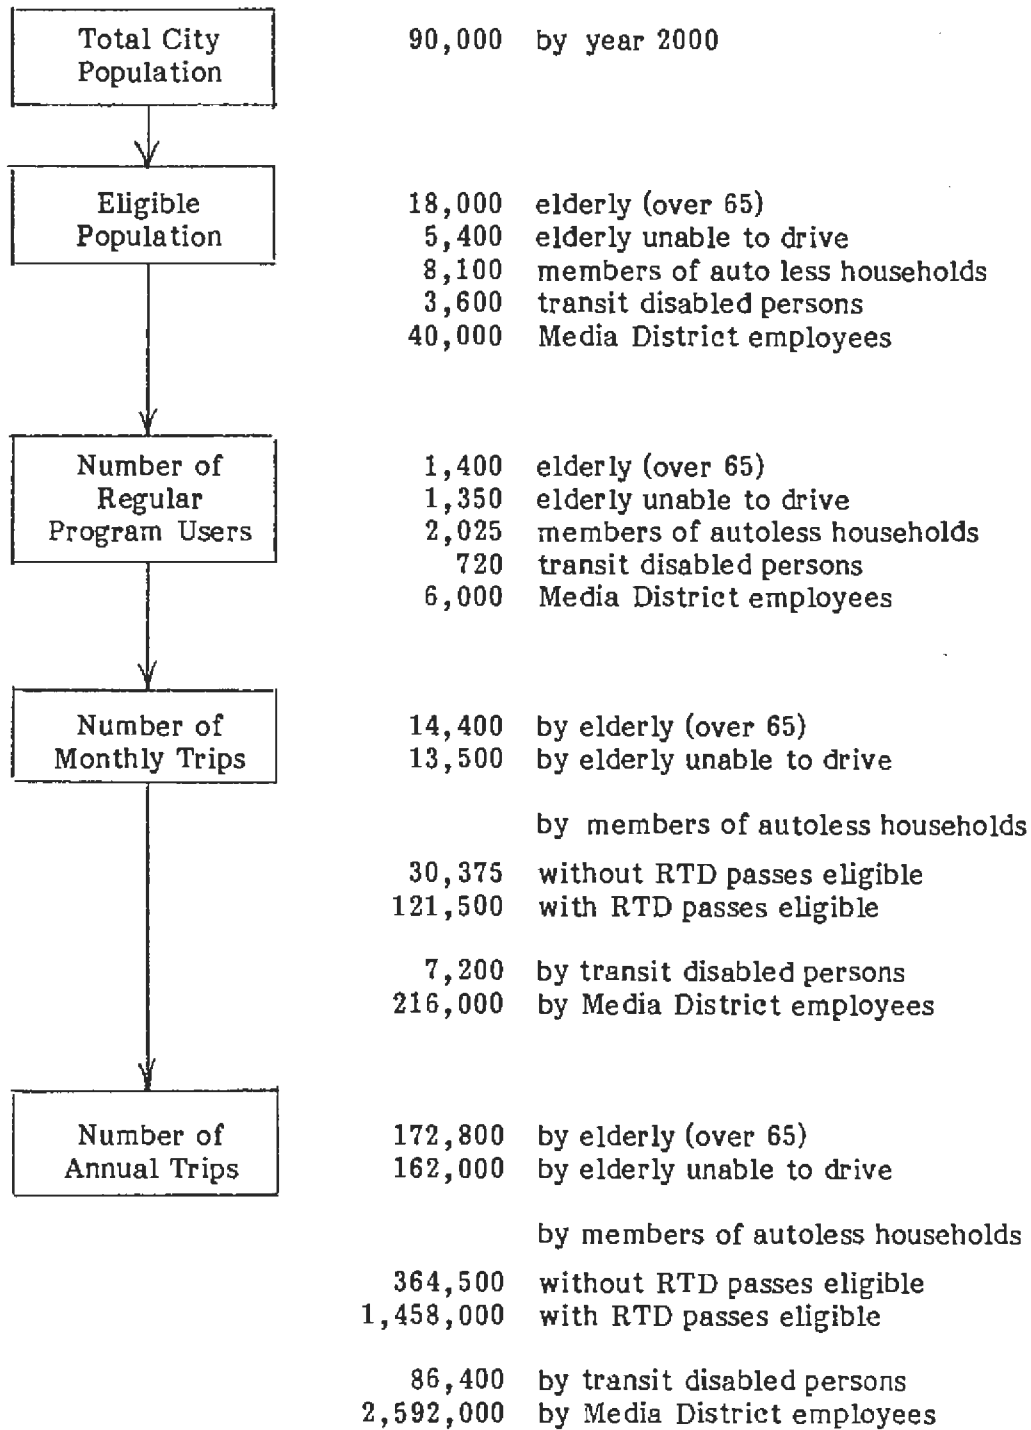 Total City
Population
90,000 by year 2000
Eligible
Population
18,000 elderly (over 65)
5,400 elderly unable to drive
8,100 members of auto less households
3,600 transit disabled persons
40,000 Media District employees
Number of
Regular
Program Users
1,400 elderly (over 65)
1,350 elderly unable to drive
2,025 members of autoless households
720 transit disabled persons
6,000 Media District employees
Number of
Monthly Trips
14,400 by elderly (over 65)
13,500 by elderly unable to drive
by members of autoless households
30,375 without RTD passes eligible
121,500 with RTD passes eligible
7,200 by transit disabled persons
216,000 by Media District employees
Number of
Annual Trips
172,800 by elderly (over 65)
162,000 by elderly unable to drive
by members of autoless households
364,500 without RTD passes eligible
1,458,000 with RTD passes eligible
86,400 by transit disabled persons
2,592,000 by Media District employees